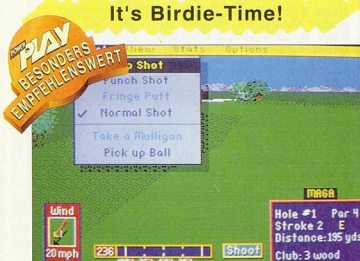 It's Birdie-Time!
POWER PLAY
BESONDERS
EMPFEHLENSWERT
View Stats Options
Shot
Punch Shot
Fringe Putt
✓ Normal Shot
Take a Mulligan
Pick up Ball
Wind
20 mph
236
Shoot
MAGA
Hole #1 Par 4
Stroke 2 E
Distance:195 yds
Club: 3 wood